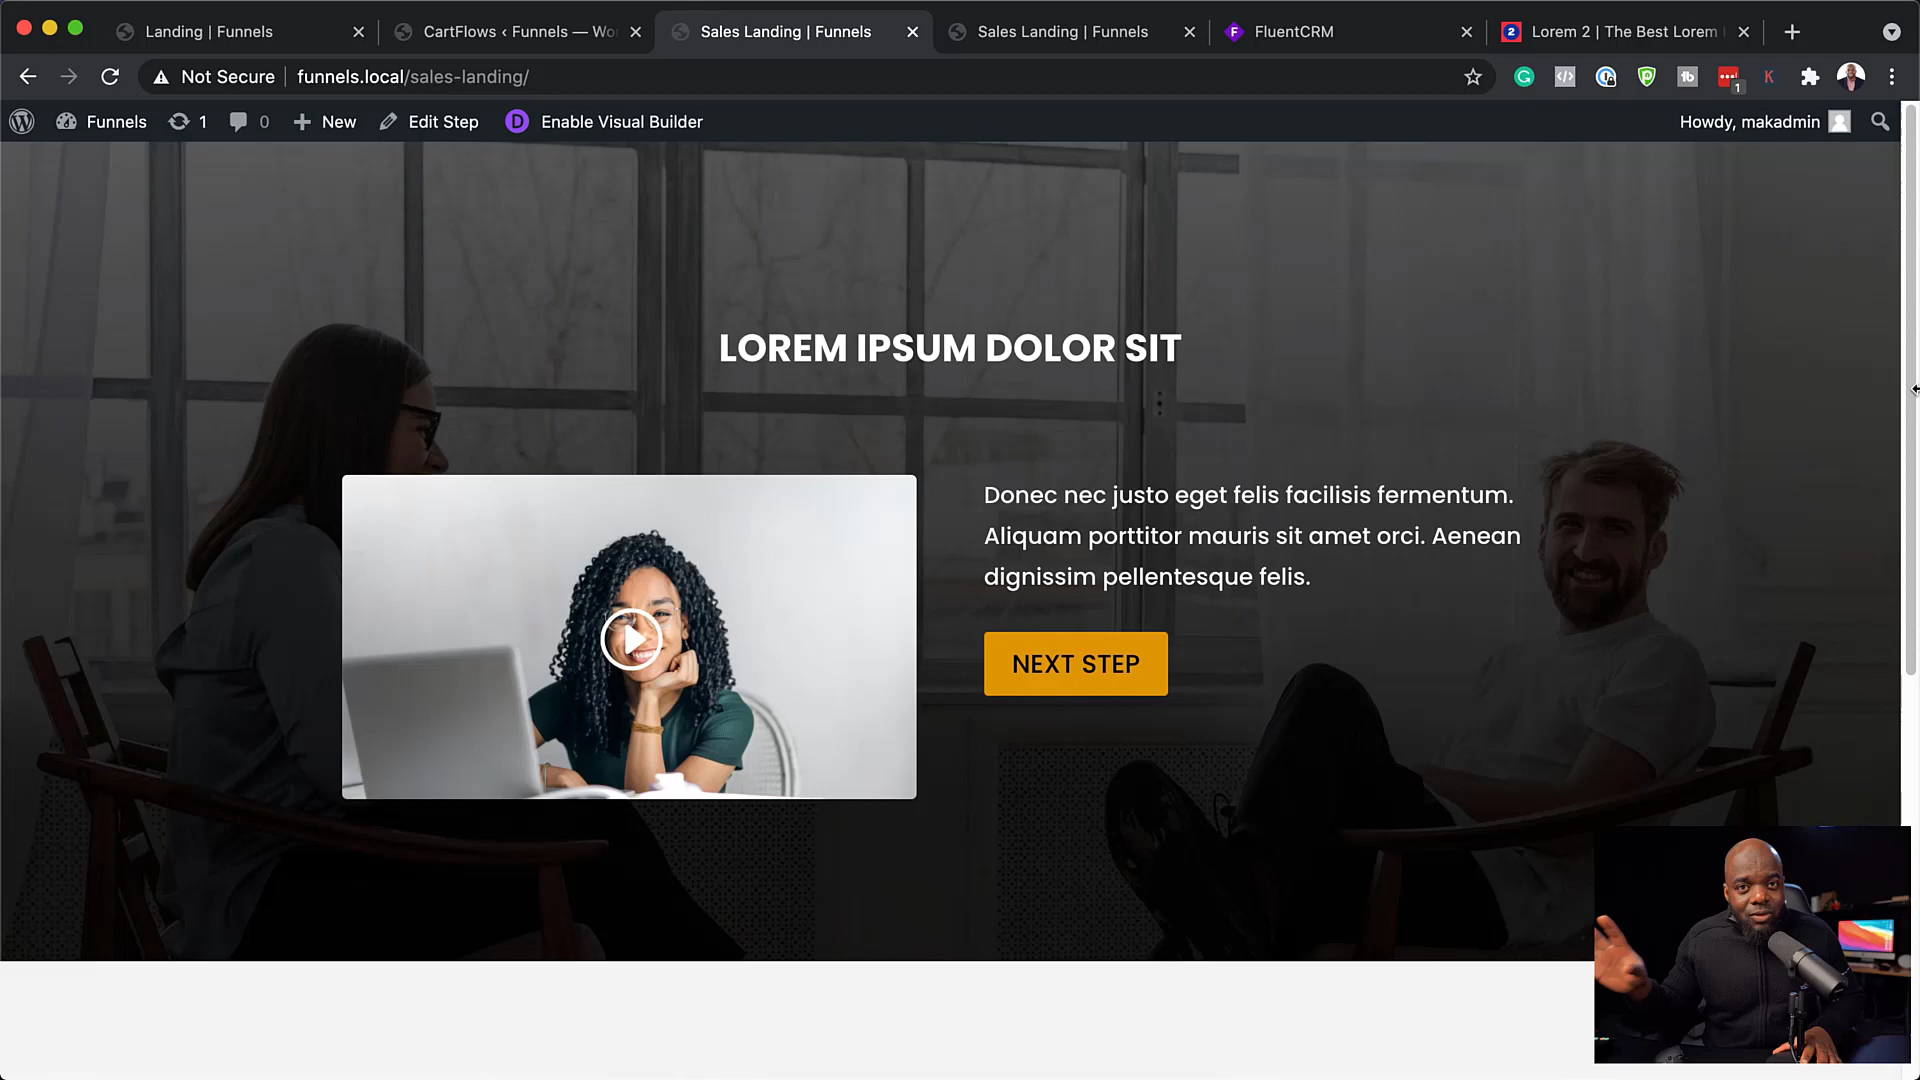 Landing | Funnels
CartFlows ‹ Funnels — Wo
Sales Landing | Funnels
Sales Landing | Funnels
F
FluentCRM
2
Lorem 2 | The Best Lorem
Not Secure
funnels.local/sales-landing/
G
tb
1
K
Funnels
1
0
New
Edit Step
D
Enable Visual Builder
Howdy, makadmin
LOREM IPSUM DOLOR SIT
Donec nec justo eget felis facilisis fermentum.
Aliquam porttitor mauris sit amet orci. Aenean
dignissim pellentesque felis.
NEXT STEP